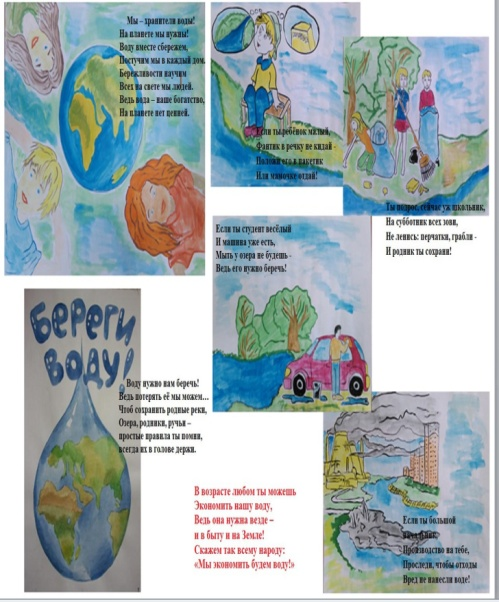 Мы – хранители воды!
На планете мы нужны!
Воду вместе сбережем,
Постучим мы в каждый дом.
Бережливости научим
Всех на свете мы людей.
Ведь вода – наше богатство,
На планете нет ценней.
Если ты ребёнок милый,
Фантик в речку не кидай -
Положи его в пакетик
Или мамочке отдай!
Ты подрос, сейчас уж школьник,
На субботник всех зови,
Не ленись: перчатки, грабли -
И родник ты сохрани!
Если ты студент весёлый
И машина уже есть,
Мыть у озера не будешь -
Ведь его нужно беречь!
БЕРЕГИ
ВОДУ!
Воду нужно нам беречь!
Ведь потерять её мы можем…
Чтоб сохранить родные реки,
Озера, родники, ручьи –
простые правила ты помни,
всегда их в голове держи.
В возрасте любом ты можешь
Экономить нашу воду,
Ведь она нужна везде –
и в быту и на Земле!
Скажем так всему народу:
«Мы экономить будем воду!»
Если ты большой
Производство на тебе,
Проследи, чтобы отходы
Вред не нанесли воде!